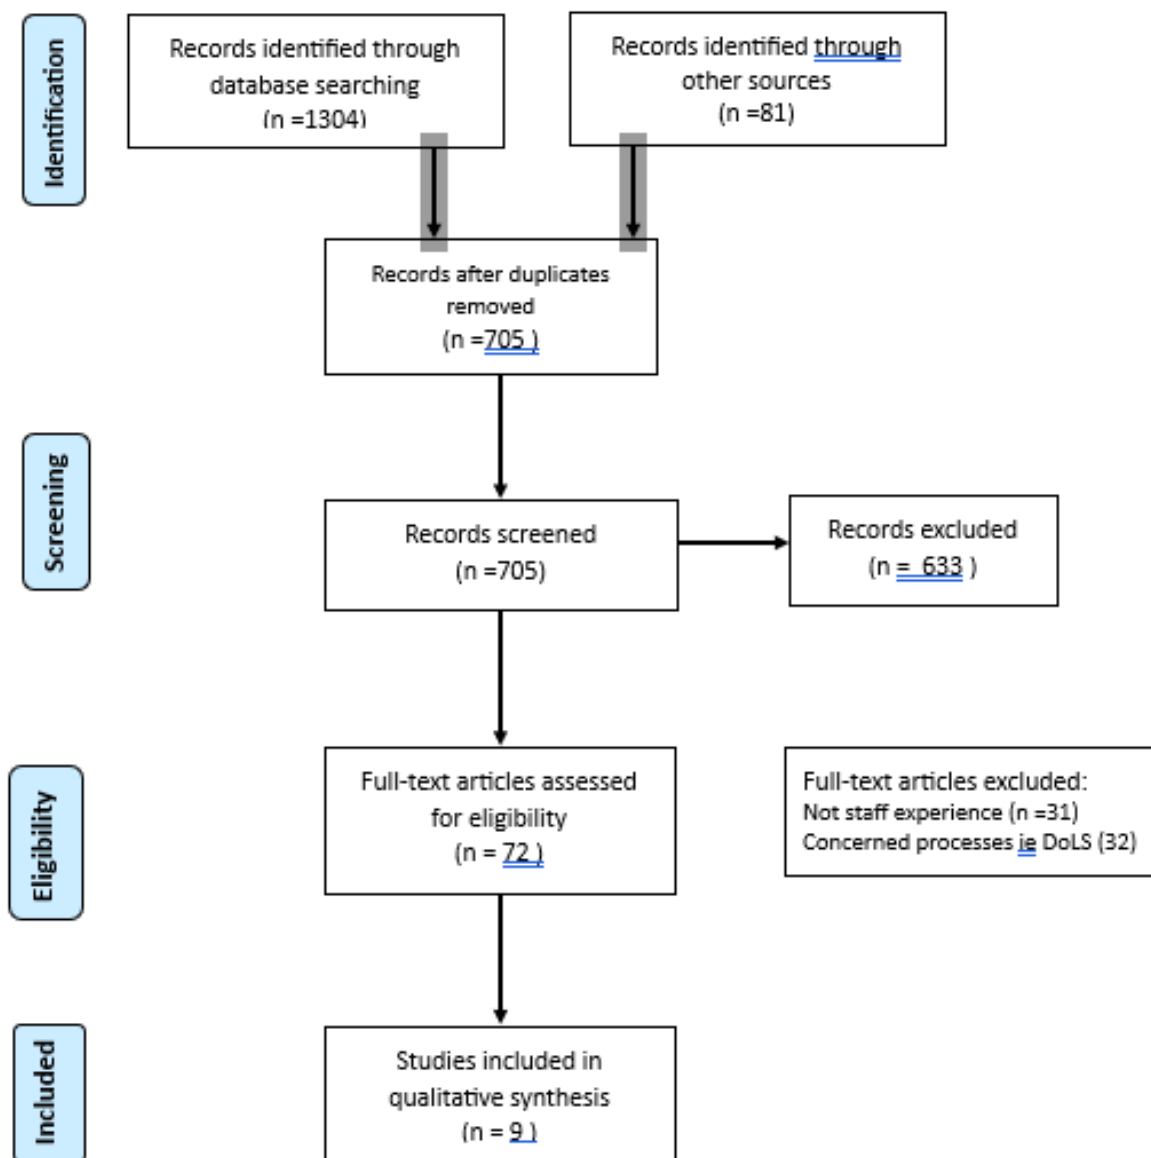 Identification
Records identified through
database searching
(n =1304)
Records identified through
other sources
(n =81)
Records after duplicates
removed
(n =705 )
Screening
Records screened
(n =705)
Records excluded
(n =  633 )
Eligibility
Full-text articles assessed
for eligibility
(n = 72 )
Full-text articles excluded:
Not staff experience (n =31)
Concerned processes ie DoLS (32)
Included
Studies included in
qualitative synthesis
(n = 9 )